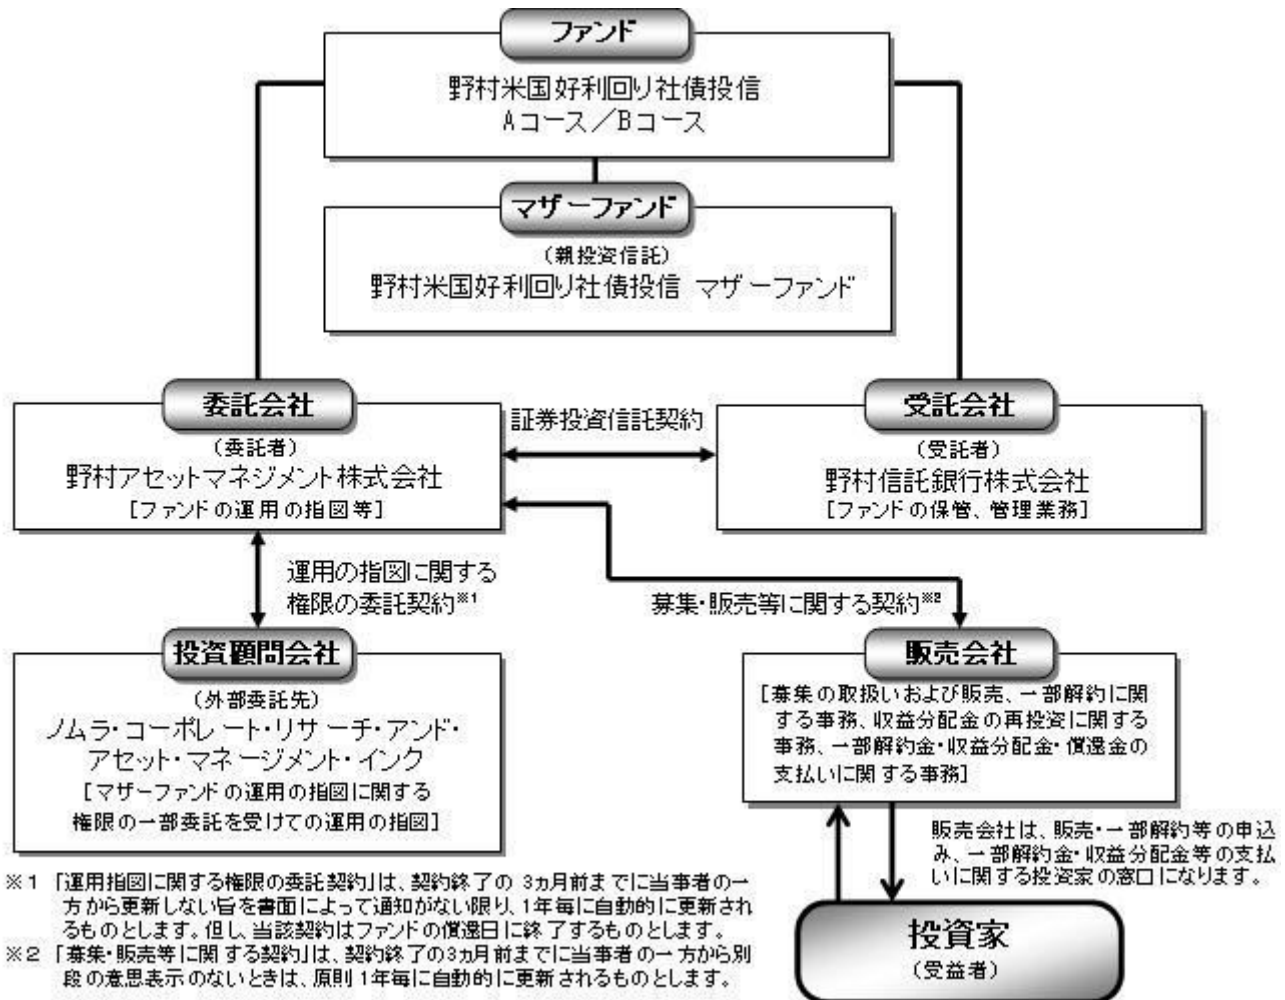 ファンド
野村米国好利回り社債投信
Aコース／Bコース
マザーファンド
（親投資信託）
野村米国好利回り社債投信 マザーファンド
委託会社
（委託者）
野村アセットマネジメント株式会社
［ファンドの運用の指図等］
証券投資信託契約
受託会社
（受託者）
野村信託銀行株式会社
［ファンドの保管、管理業務］
運用の指図に関する
権限の委託契約※1
募集・販売等に関する契約※2
投資顧問会社
（外部委託先）
ノムラ・コーポレート・リサーチ・アンド・
アセット・マネージメント・インク
［マザーファンドの運用の指図に関する
権限の一部委託を受けての運用の指図］
販売会社
［募集の取扱いおよび販売、一部解約に関
する事務、収益分配金の再投資に関する
事務、一部解約金・収益分配金・償還金の
支払いに関する事務］
販売会社は、販売・一部解約等の申込
み、一部解約金・収益分配金等の支払
いに関する投資家の窓口になります。
投資家
（受益者）
※1 「運用指図に関する権限の委託契約」は、契約終了の 3ヵ月前までに当事者の一
方から更新しない旨を書面によって通知がない限り、1年毎に自動的に更新され
るものとします。但し、当該契約はファンドの償還日に終了するものとします。
※2 「募集・販売等に関する契約」は、契約終了の3ヵ月前までに当事者の一方から別
段の意思表示のないときは、原則1年毎に自動的に更新されるものとします。